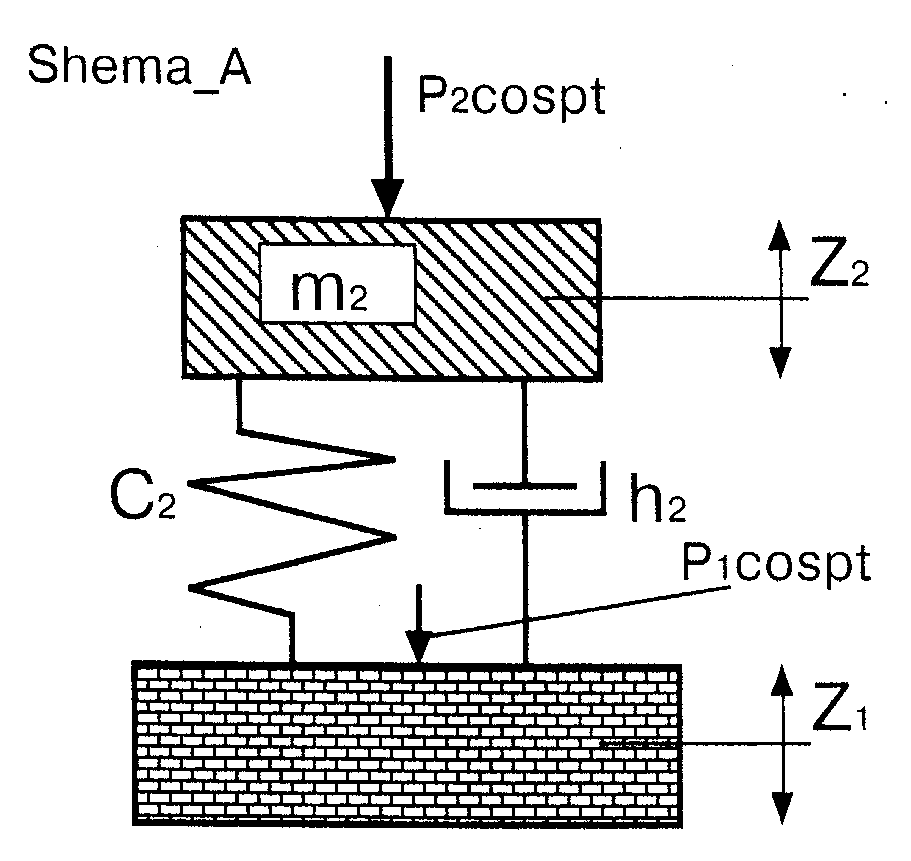 Shema_A
P₂cospt
m₂
Z₂
C₂
h₂
P₁cospt
Z₁